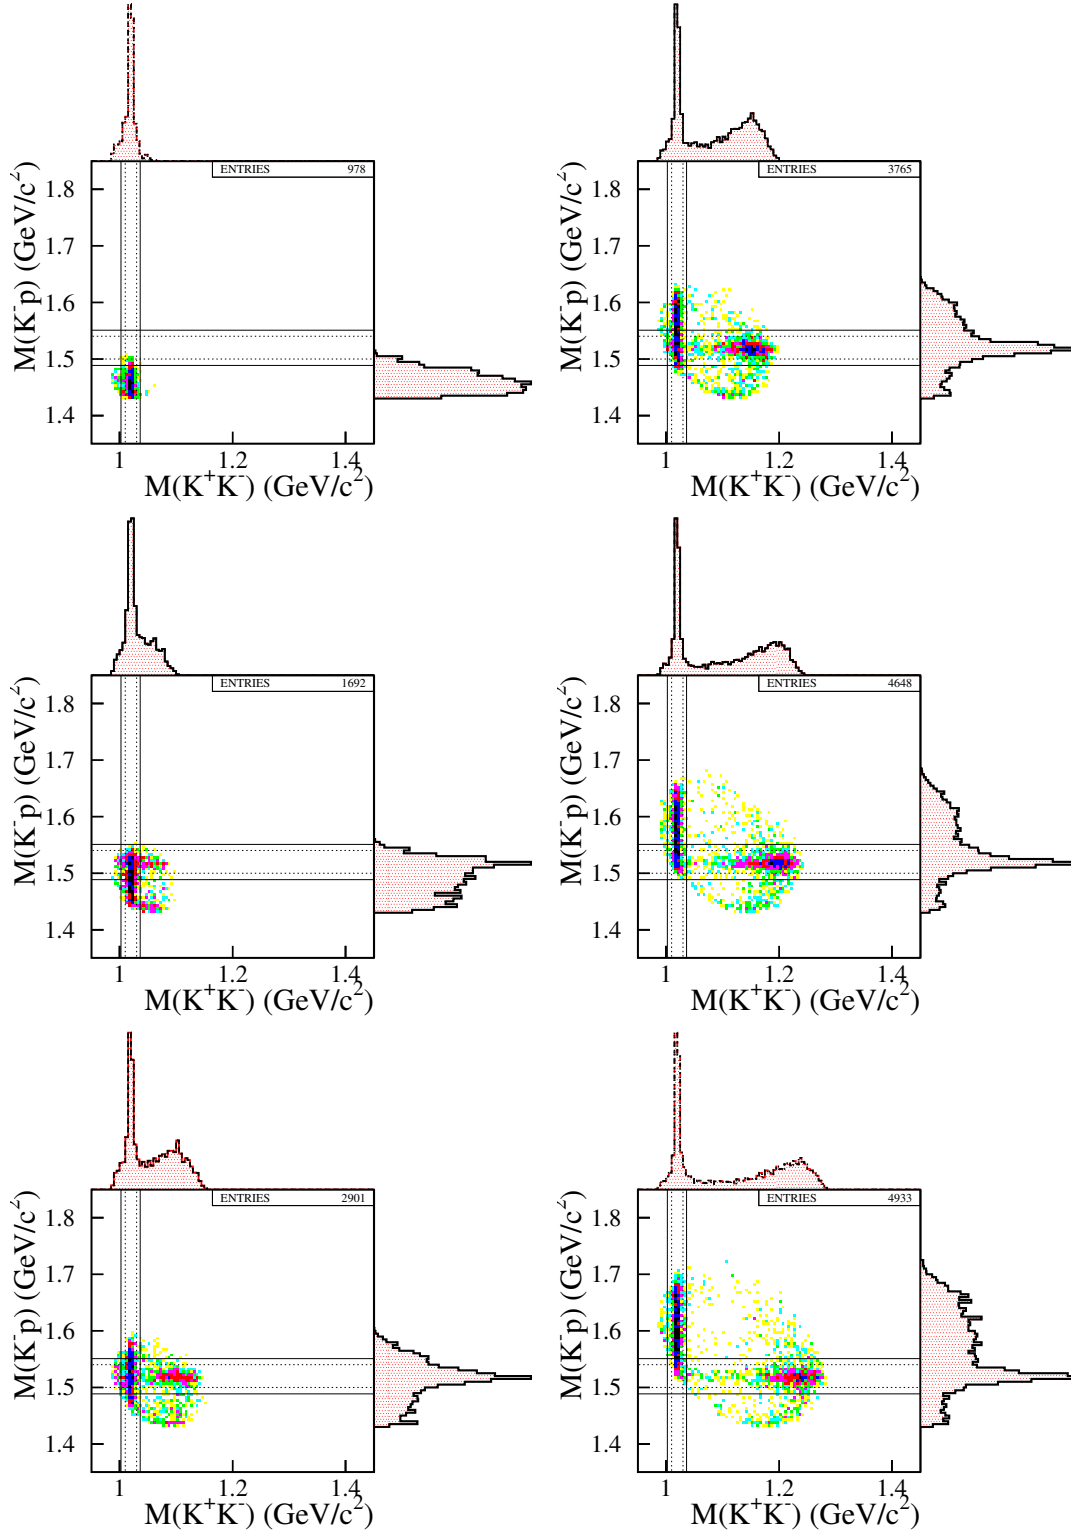 ENTRIES 978
1.8
1.7
1.6
1.5
1.4
M(K⁻p) (GeV/c²)
1 1.2 1.4
M(K⁺K⁻) (GeV/c²)
ENTRIES 3765
1.8
1.7
1.6
1.5
1.4
M(K⁻p) (GeV/c²)
1 1.2 1.4
M(K⁺K⁻) (GeV/c²)
ENTRIES 1692
1.8
1.7
1.6
1.5
1.4
M(K⁻p) (GeV/c²)
1 1.2 1.4
M(K⁺K⁻) (GeV/c²)
ENTRIES 4648
1.8
1.7
1.6
1.5
1.4
M(K⁻p) (GeV/c²)
1 1.2 1.4
M(K⁺K⁻) (GeV/c²)
ENTRIES 2901
1.8
1.7
1.6
1.5
1.4
M(K⁻p) (GeV/c²)
1 1.2 1.4
M(K⁺K⁻) (GeV/c²)
ENTRIES 4933
1.8
1.7
1.6
1.5
1.4
M(K⁻p) (GeV/c²)
1 1.2 1.4
M(K⁺K⁻) (GeV/c²)